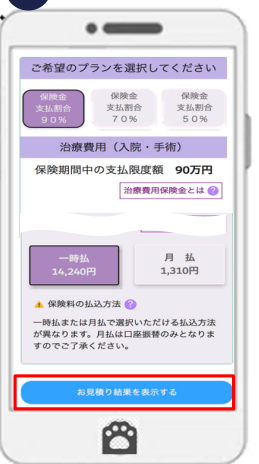 ご希望のプランを選択してください
保険金
支払割合
90%
保険金
支払割合
70%
保険金
支払割合
50%
治療費用（入院・手術）
保険期間中の支払限度額 90万円
治療費用保険金とは ?
一時払
14,240円
月 払
1,310円
保険料の払込方法 ?
一時払または月払で選択いただける払込方法
が異なります。月払は口座振替のみとなりま
すのでご了承ください。
お見積り結果を表示する